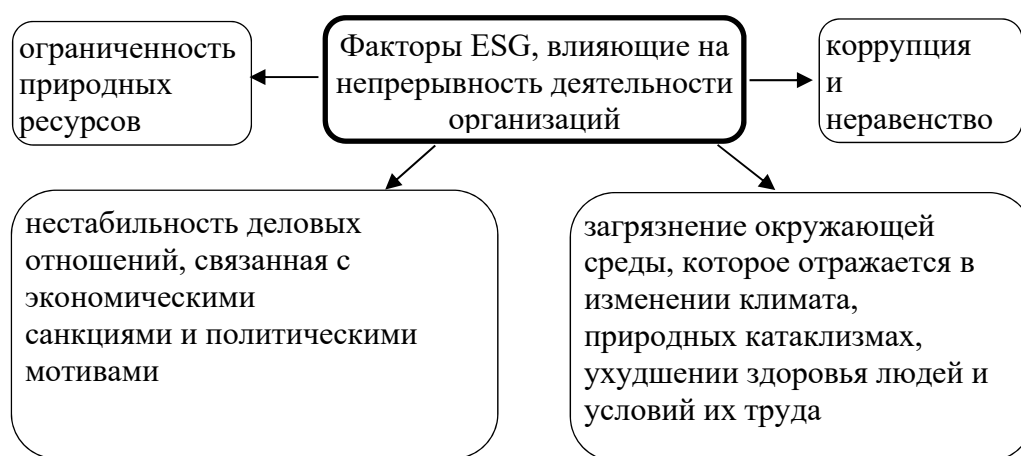 ограниченность
природных
ресурсов
Факторы ESG, влияющие на
непрерывность деятельности
организаций
коррупция
и
неравенство
нестабильность деловых
отношений, связанная с
экономическими
санкциями и политическими
мотивами
загрязнение окружающей
среды, которое отражается в
изменении климата,
природных катаклизмах,
ухудшении здоровья людей и
условий их труда